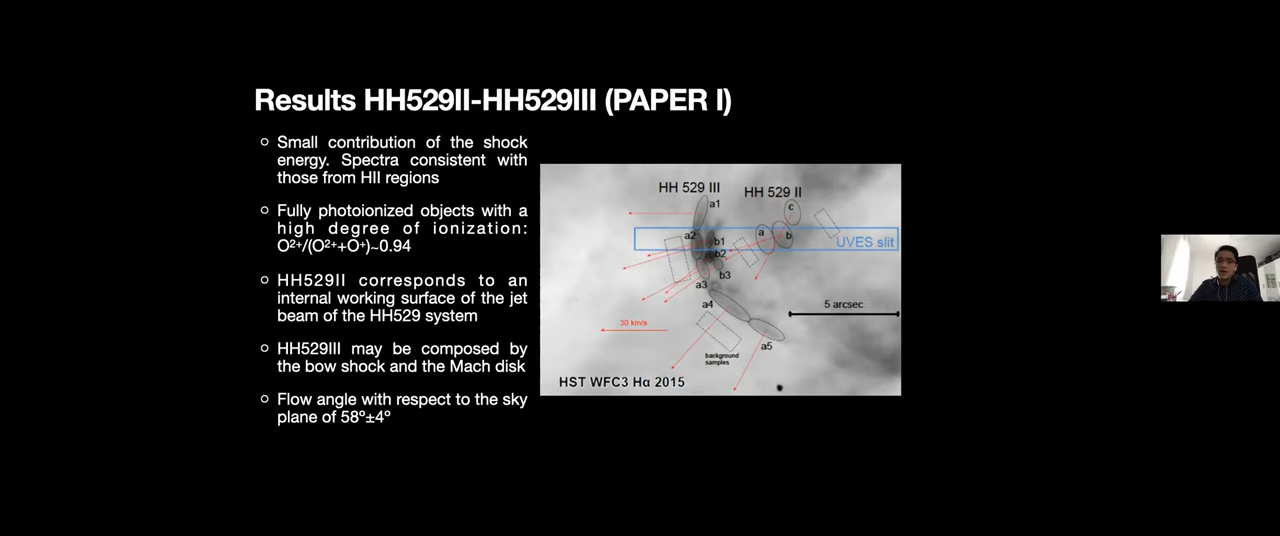 Results HH529II-HH529III (PAPER I)
Small contribution of the shock
energy. Spectra consistent with
those from HII regions
Fully photoionized objects with a
high degree of ionization:
O²⁺/(O²⁺+O⁺)~0.94
HH529II corresponds to an
internal working surface of the jet
beam of the HH529 system
HH529III may be composed by
the bow shock and the Mach disk
Flow angle with respect to the sky
plane of 58º±4º
HH 529 III
HH 529 II
a1
c
a2
b1
a
b
UVES slit
b2
b3
a3
a4
5 arcsec
30 km/s
a5
background
samples
HST WFC3 Hα 2015